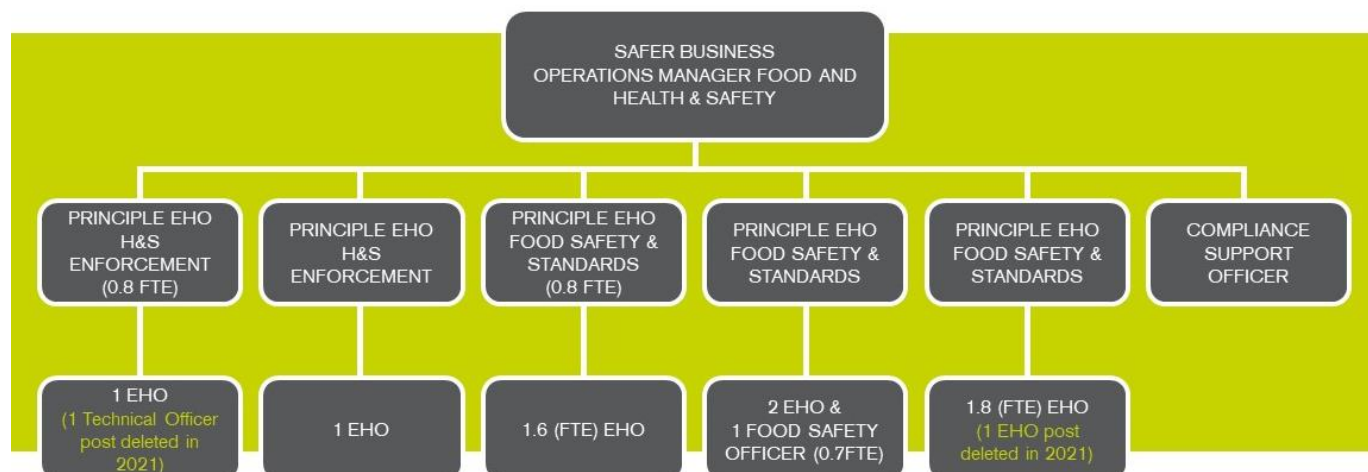 SAFER BUSINESS
OPERATIONS MANAGER FOOD AND
HEALTH & SAFETY
PRINCIPLE EHO
H&S
ENFORCEMENT
(0.8 FTE)
PRINCIPLE EHO
H&S
ENFORCEMENT
PRINCIPLE EHO
FOOD SAFETY &
STANDARDS
(0.8 FTE)
PRINCIPLE EHO
FOOD SAFETY &
STANDARDS
PRINCIPLE EHO
FOOD SAFETY &
STANDARDS
COMPLIANCE
SUPPORT
OFFICER
1 EHO
(1 Technical Officer
post deleted in
2021)
1 EHO
1.6 (FTE) EHO
2 EHO &
1 FOOD SAFETY
OFFICER (0.7FTE)
1.8 (FTE) EHO
(1 EHO post
deleted in 2021)